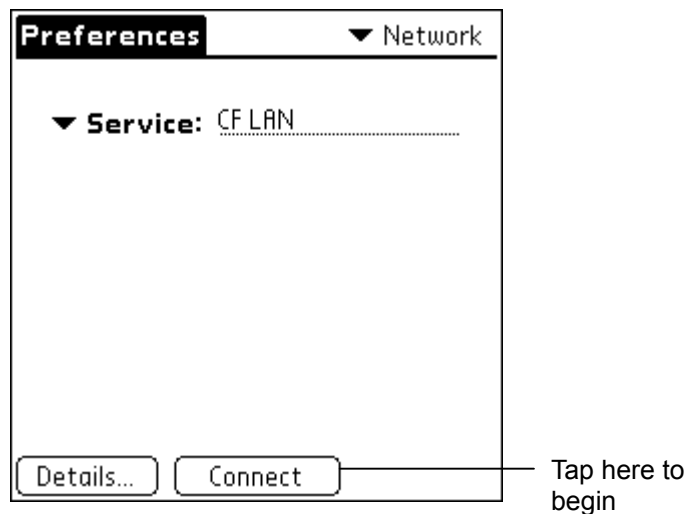 Preferences
Network
Service: CF LAN
Details... Connect
Tap here to
begin